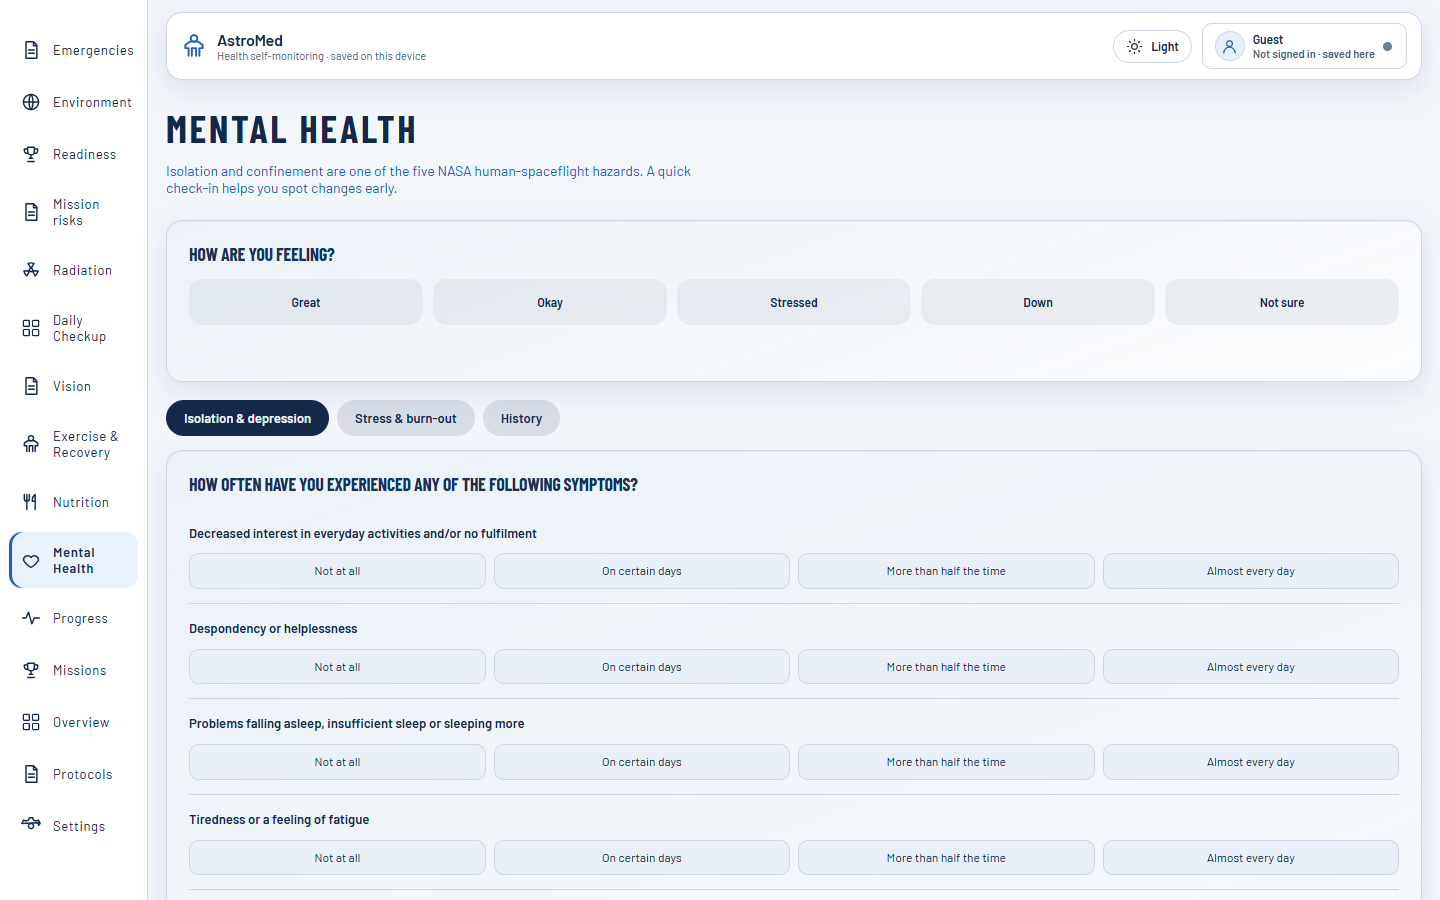 Emergencies
Environment
Readiness
Mission
risks
Radiation
Daily
Checkup
Vision
Exercise &
Recovery
Nutrition
Mental
Health
Progress
Missions
Overview
Protocols
Settings
AstroMed
Health self-monitoring · saved on this device
Light
Guest
Not signed in · saved here
MENTAL HEALTH
Isolation and confinement are one of the five NASA human-spaceflight hazards. A quick
check-in helps you spot changes early.
HOW ARE YOU FEELING?
Great Okay Stressed Down Not sure
Isolation & depression Stress & burn-out History
HOW OFTEN HAVE YOU EXPERIENCED ANY OF THE FOLLOWING SYMPTOMS?
Decreased interest in everyday activities and/or no fulfilment
Not at all On certain days More than half the time Almost every day
Despondency or helplessness
Not at all On certain days More than half the time Almost every day
Problems falling asleep, insufficient sleep or sleeping more
Not at all On certain days More than half the time Almost every day
Tiredness or a feeling of fatigue
Not at all On certain days More than half the time Almost every day